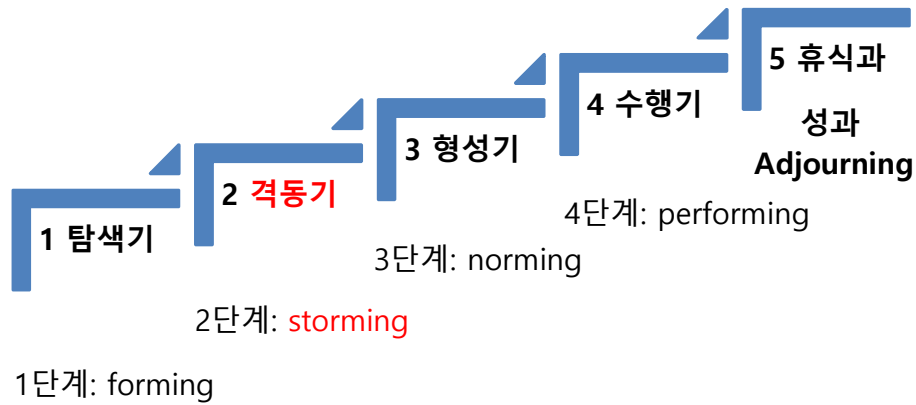 1 탐색기
2 격동기
3 형성기
4 수행기
5 휴식과
성과
Adjourning
4단계: performing
3단계: norming
2단계: storming
1단계: forming